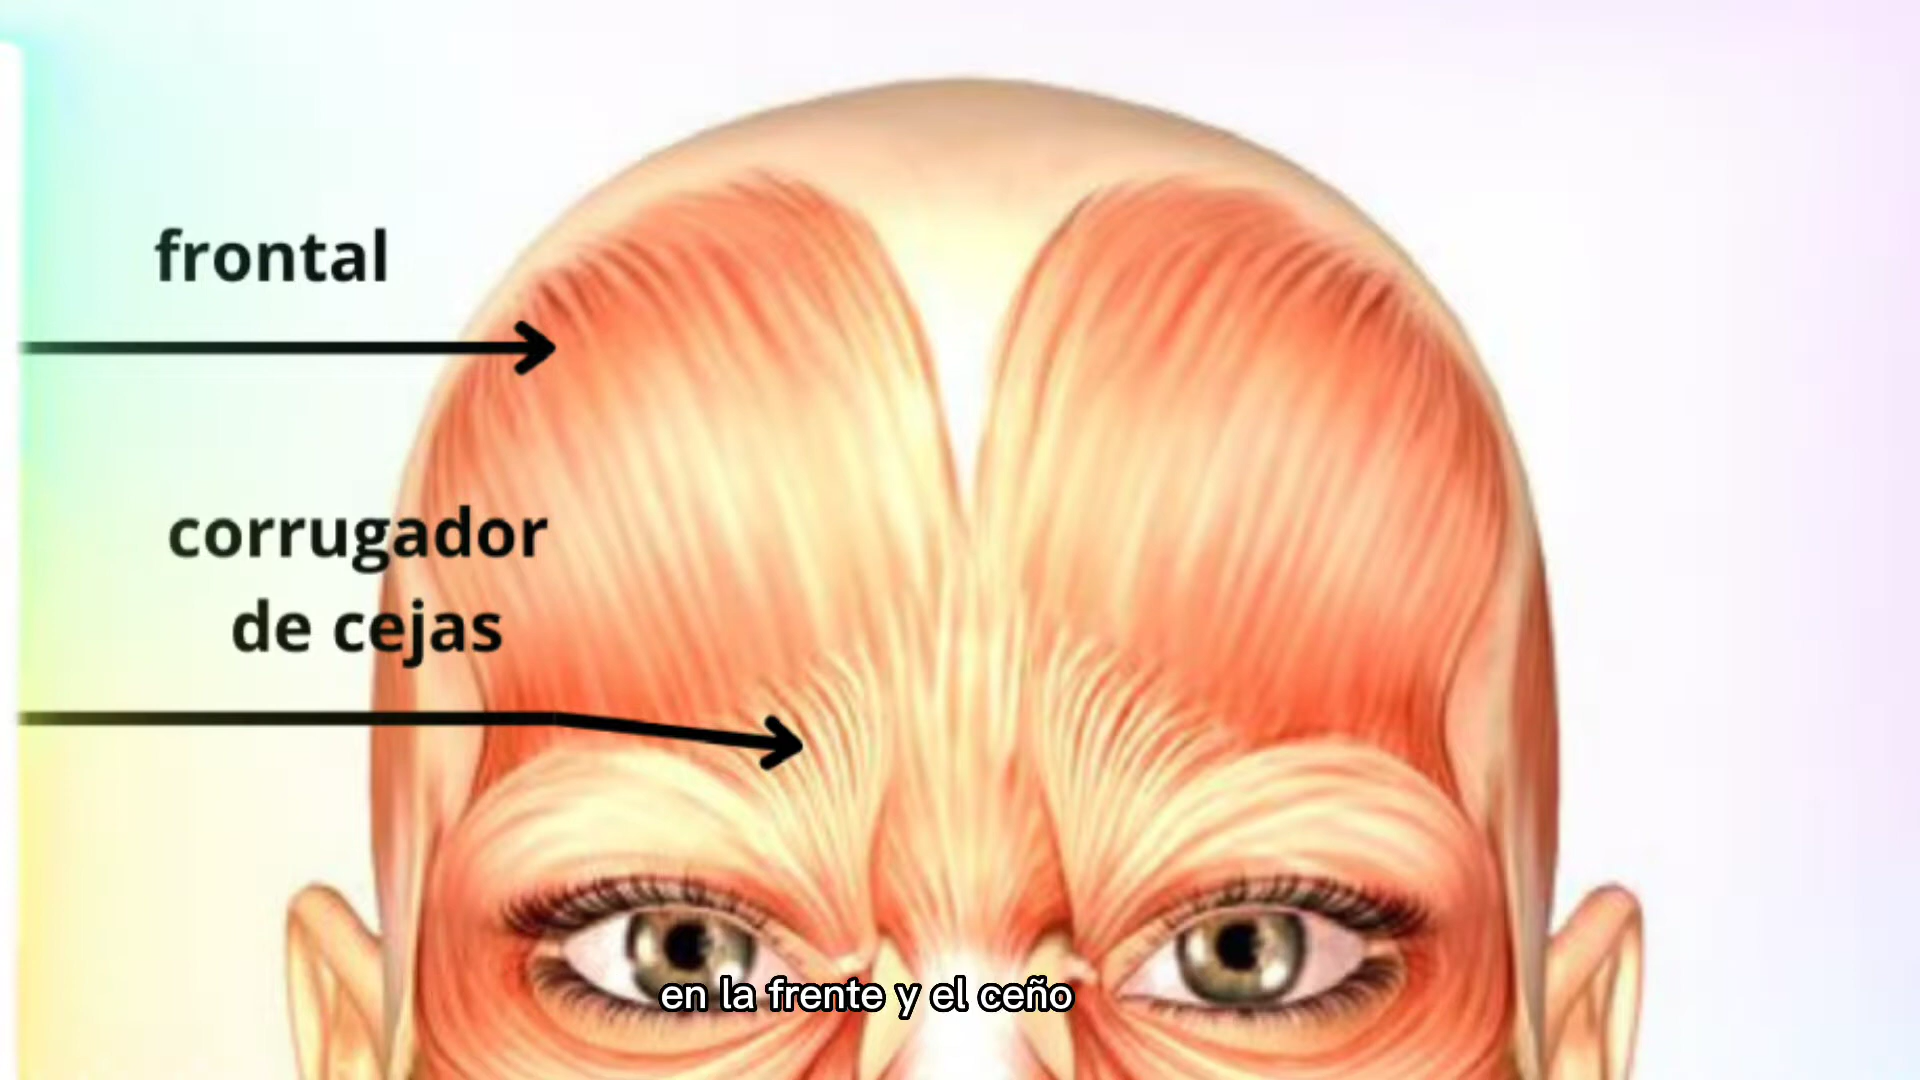 frontal
corrugador
de cejas
en la frente y el ceño